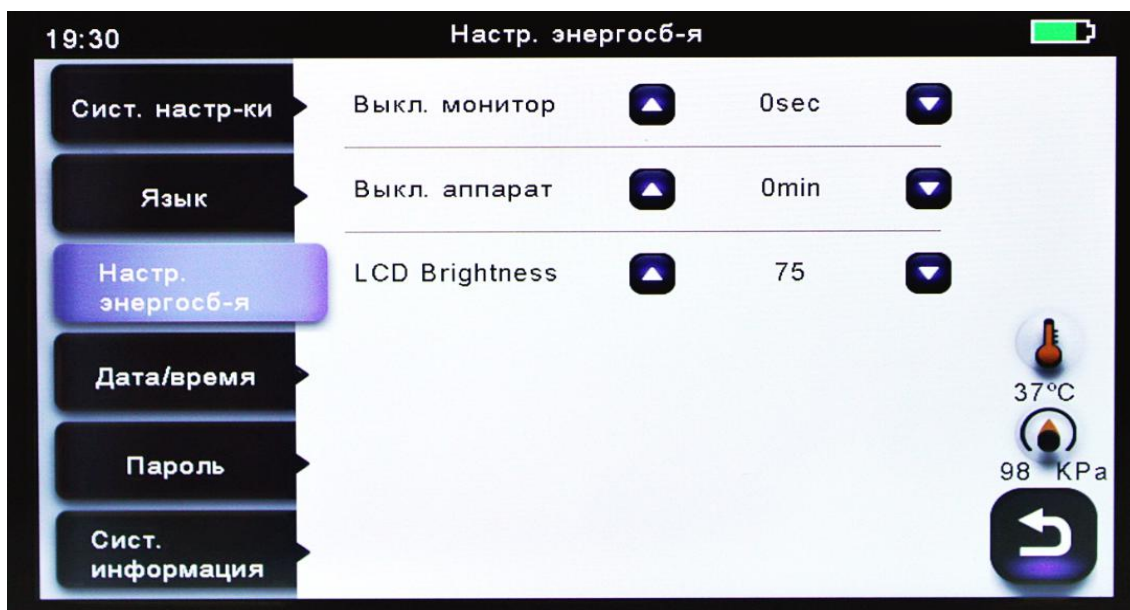 19:30 Настр. энергосб-я
Сист. настр-ки
Выкл. монитор 0sec
Язык
Выкл. аппарат 0min
Настр.
энергосб-я
LCD Brightness 75
Дата/время
37°C
Пароль
98 KPa
Сист.
информация